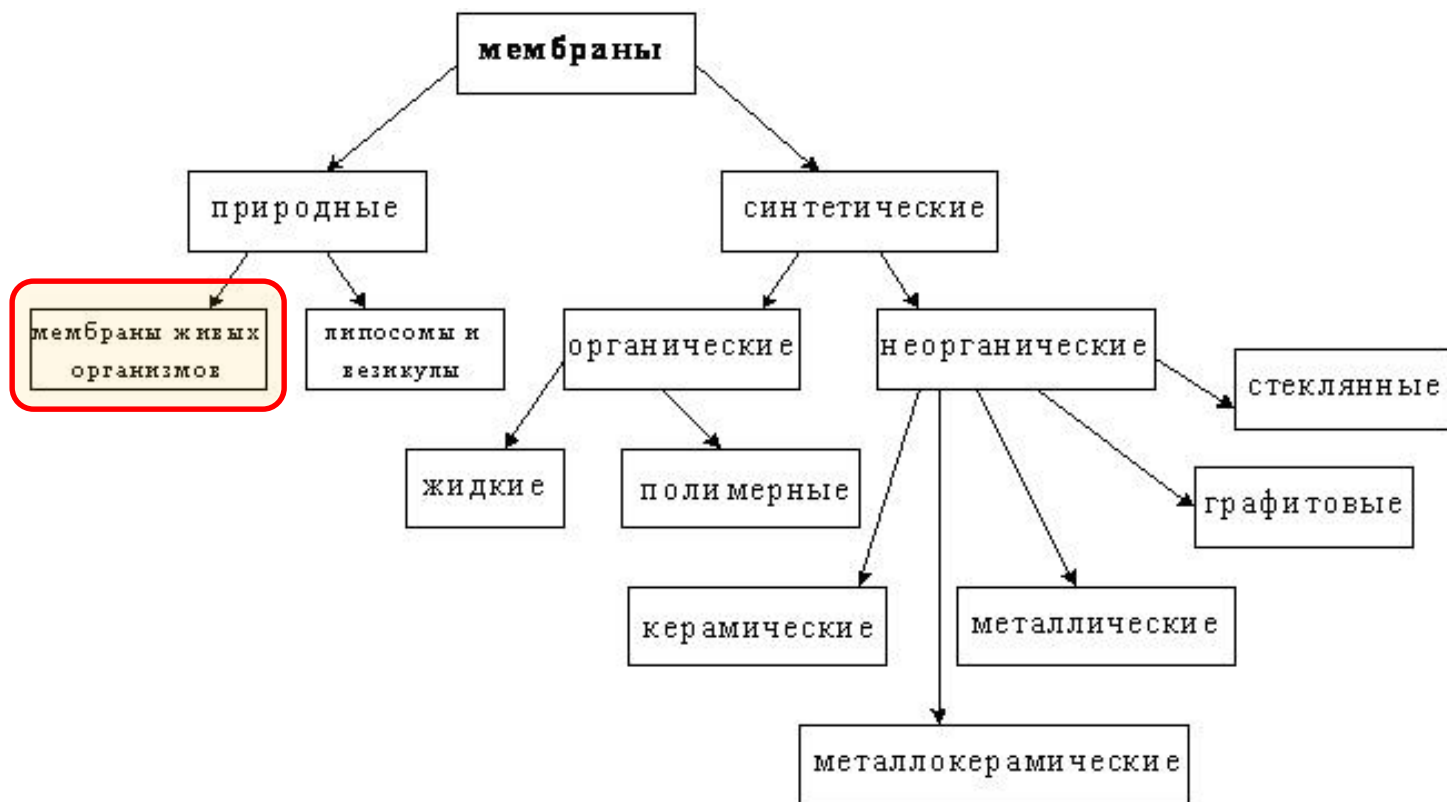 мембраны
природные
синтетические
мембраны живых
организмов
липосомы и
везикулы
органические
неорганические
стеклянные
жидкие
полимерные
графитовые
керамические
металлические
металлокерамические